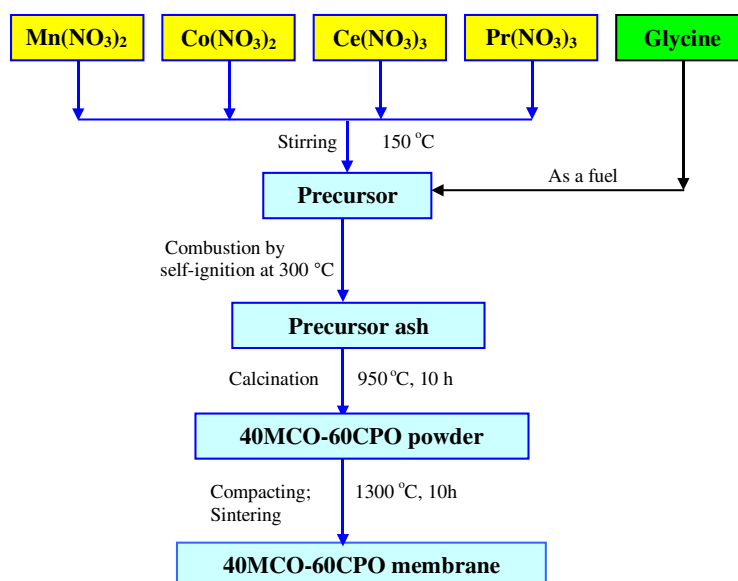 Mn(NO₃)₂ Co(NO₃)₂ Ce(NO₃)₃ Pr(NO₃)₃ Glycine
Stirring 150 °C
As a fuel
Precursor
Combustion by
self-ignition at 300 °C
Precursor ash
Calcination 950 °C, 10 h
40MCO-60CPO powder
Compacting; 1300 °C, 10h
Sintering
40MCO-60CPO membrane